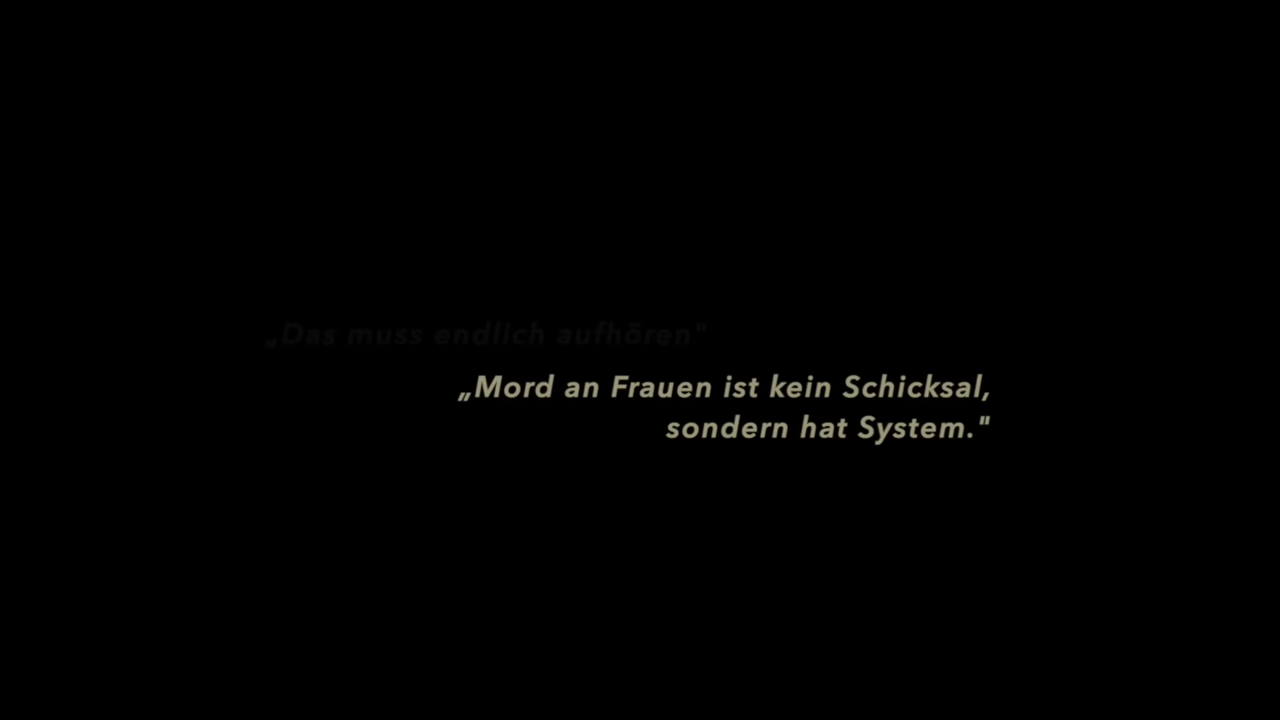 „Das muss endlich aufhören"
„Mord an Frauen ist kein Schicksal,
sondern hat System."